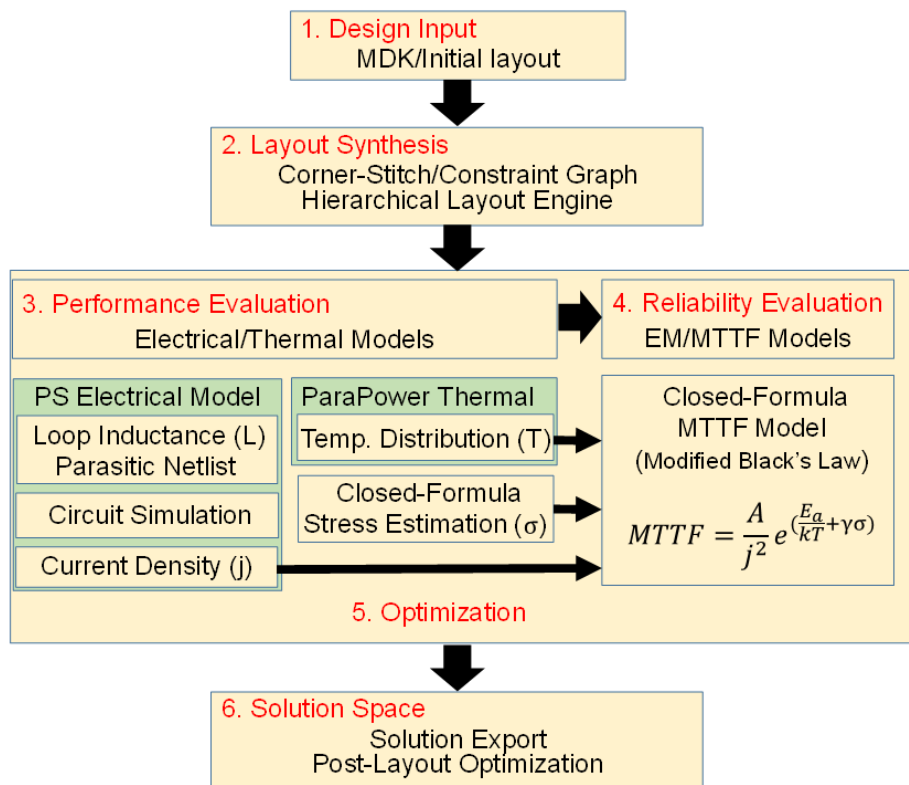 1. Design Input
MDK/Initial layout
2. Layout Synthesis
Corner-Stitch/Constraint Graph
Hierarchical Layout Engine
3. Performance Evaluation
Electrical/Thermal Models
4. Reliability Evaluation
EM/MTTF Models
PS Electrical Model
Loop Inductance (L)
Parasitic Netlist
Circuit Simulation
Current Density (j)
ParaPower Thermal
Temp. Distribution (T)
Closed-Formula
Stress Estimation (σ)
Closed-Formula
MTTF Model
(Modified Black's Law)
MTTF = A/j² e^(E_a/kT + γσ)
5. Optimization
6. Solution Space
Solution Export
Post-Layout Optimization